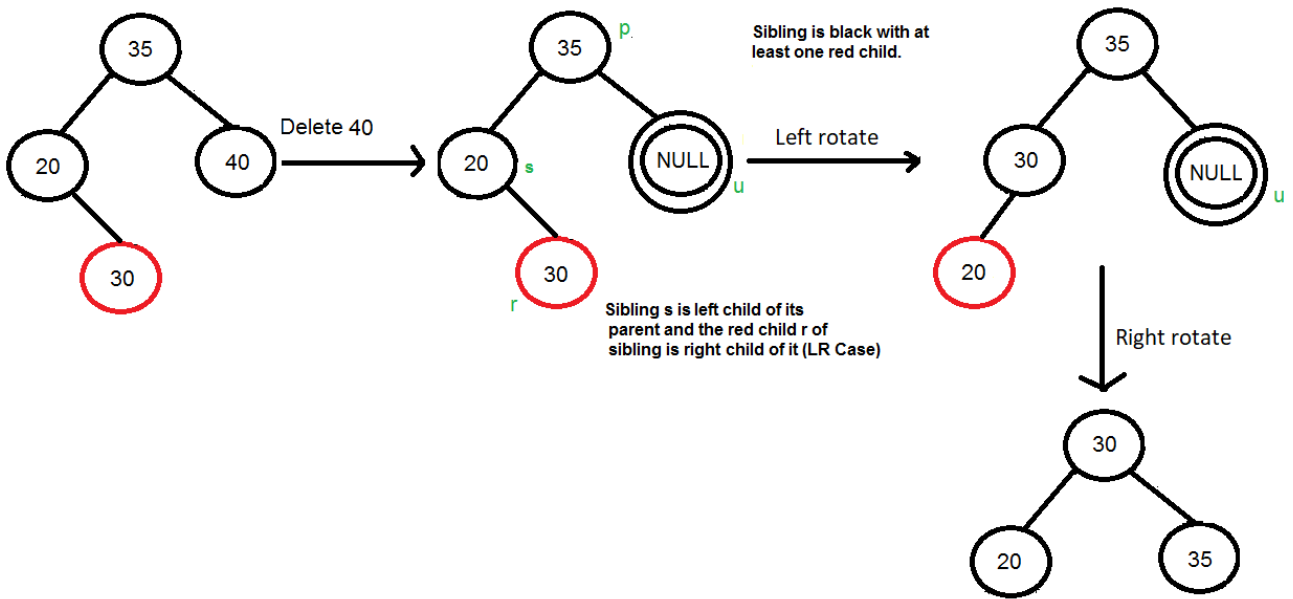 35
20
40
30
Delete 40
35
p.
20
s
NULL
u
30
r
Sibling is black with at
least one red child.
Sibling s is left child of its
parent and the red child r of
sibling is right child of it (LR Case)
Left rotate
35
30
NULL
u
20
Right rotate
30
20
35